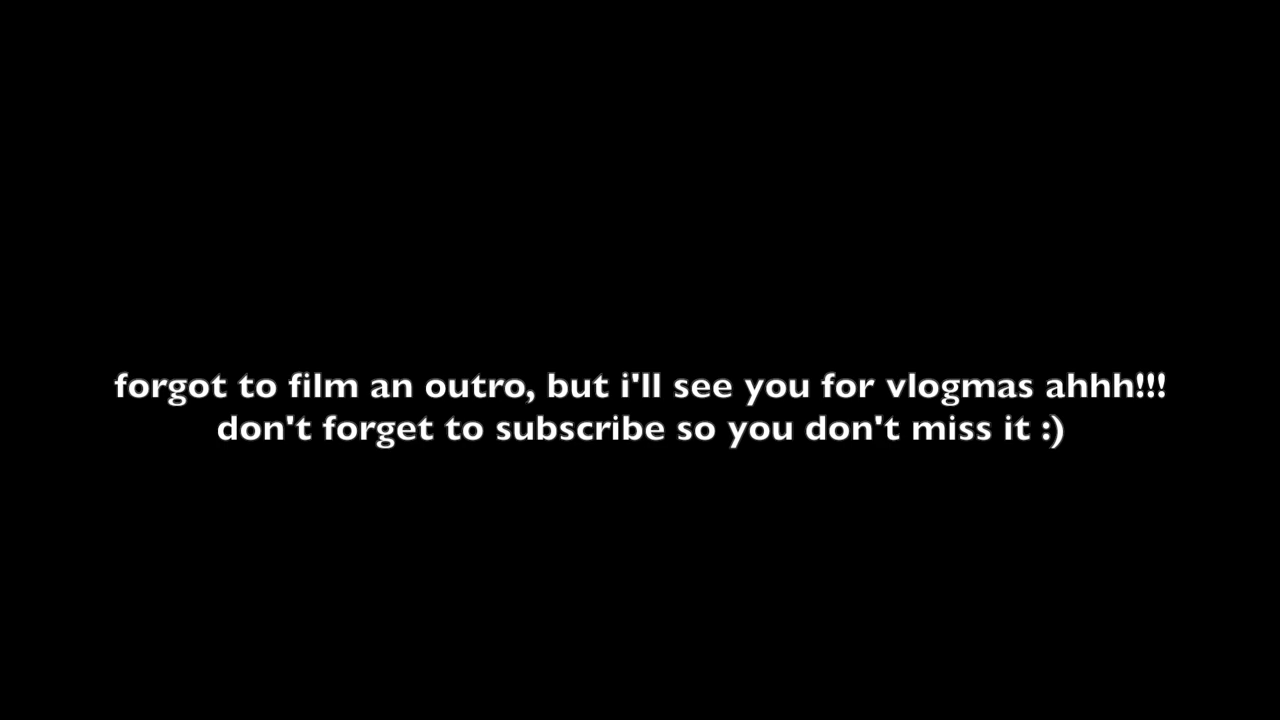 forgot to film an outro, but i'll see you for vlogmas ahhh!!!
don't forget to subscribe so you don't miss it :)